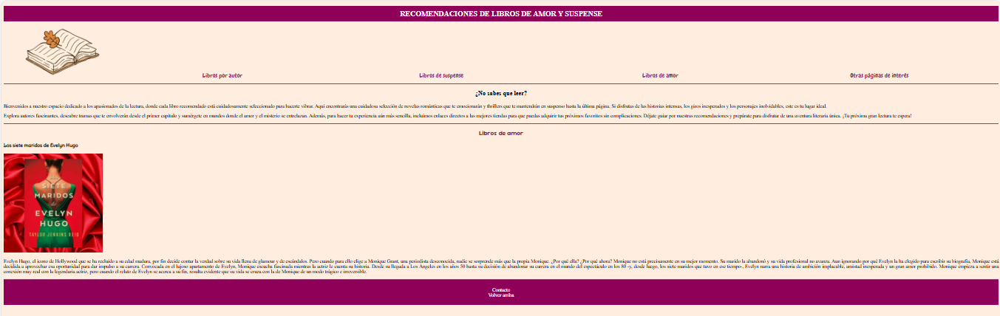 RECOMENDACIONES DE LIBROS DE AMOR Y SUSPENSE
Libros por autor
Libros de suspense
Libros de amor
Otras páginas de interés
¿No sabes que leer?
Bienvenidos a nuestro espacio dedicado a los apasionados de la lectura, donde cada libro recomendado está cuidadosamente seleccionado para hacerte vibrar. Aquí encontrarás una cuidadosa selección de novelas románticas que te emocionarán y thrillers que te mantendrán en suspenso hasta la última página. Si disfrutas de las historias intensas, los giros inesperados y los personajes inolvidables, este es tu lugar ideal.
Explora autores fascinantes, descubre tramas que te envolverán desde el primer capítulo y sumérgete en mundos donde el amor y el misterio se entrelazan. Además, para hacer tu experiencia aún más sencilla, incluimos enlaces directos a las mejores tiendas para que puedas adquirir tus próximos favoritos sin complicaciones. Déjate guiar por nuestras recomendaciones y prepárate para disfrutar de una aventura literaria única. ¡Tu próxima gran lectura te espera!
Libros de amor
Los siete maridos de Evelyn Hugo
SIETE
MARIDOS
de
EVELYN
HUGO
TAYLOR JENKINS REID
Evelyn Hugo, el icono de Hollywood que se ha recluido a su edad madura, por fin decide contar la verdad sobre su vida llena de glamour y de escándalos. Pero cuando para ello elige a Monique Grant, una periodista desconocida, nadie se sorprende más que la propia Monique. ¿Por qué ella? ¿Por qué ahora? Monique no está precisamente en su mejor momento. Su marido la abandonó y su vida profesional no avanza. Aun ignorando por qué Evelyn la ha elegido para escribir su biografía, Monique está
decidida a aprovechar esa oportunidad para dar impulso a su carrera. Convocada en el lujoso apartamento de Evelyn, Monique escucha fascinada mientras la actriz le cuenta su historia. Desde su llegada a Los Angeles en los años 50 hasta su decisión de abandonar su carrera en el mundo del espectáculo en los 80 -y, desde luego, los siete maridos que tuvo en ese tiempo-, Evelyn narra una historia de ambición implacable, amistad inesperada y un gran amor prohibido. Monique empieza a sentir una
conexión muy real con la legendaria actriz, pero cuando el relato de Evelyn se acerca a su fin, resulta evidente que su vida se cruza con la de Monique de un modo trágico e irreversible.
Contacto
Volver arriba